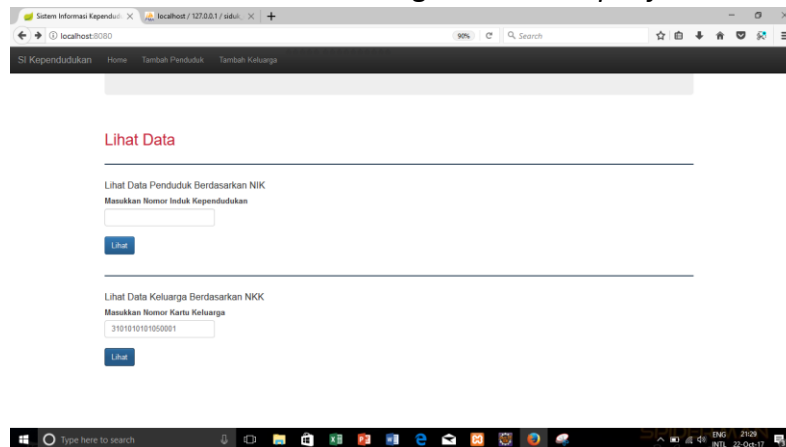 Sistem Informasi Kependud
localhost / 127.0.0.1 / siduk
localhost:8080
90%
Search
SI Kependudukan Home Tambah Penduduk Tambah Keluarga
Lihat Data
Lihat Data Penduduk Berdasarkan NIK
Masukkan Nomor Induk Kependudukan
Lihat
Lihat Data Keluarga Berdasarkan NKK
Masukkan Nomor Kartu Keluarga
3101010101050001
Lihat
Type here to search
ENG 21:29
INTL 22-Oct-17